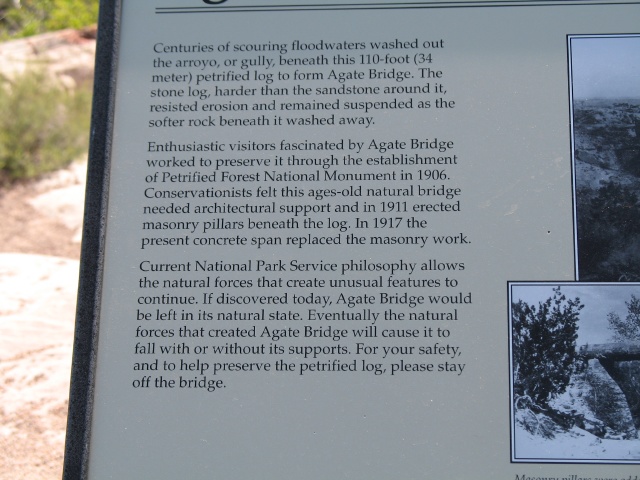 Centuries of scouring floodwaters washed out
the arroyo, or gully, beneath this 110-foot (34
meter) petrified log to form Agate Bridge. The
stone log, harder than the sandstone around it,
resisted erosion and remained suspended as the
softer rock beneath it washed away.
Enthusiastic visitors fascinated by Agate Bridge
worked to preserve it through the establishment
of Petrified Forest National Monument in 1906.
Conservationists felt this ages-old natural bridge
needed architectural support and in 1911 erected
masonry pillars beneath the log. In 1917 the
present concrete span replaced the masonry work.
Current National Park Service philosophy allows
the natural forces that create unusual features to
continue. If discovered today, Agate Bridge would
be left in its natural state. Eventually the natural
forces that created Agate Bridge will cause it to
fall with or without its supports. For your safety,
and to help preserve the petrified log, please stay
off the bridge.
Masonry pillars were